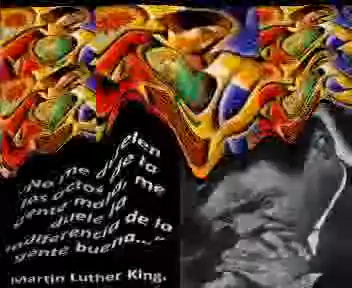 "No me duelen
los actos de la
gente mala, me
duele la
indiferencia de la
gente buena..."
Martin Luther King.